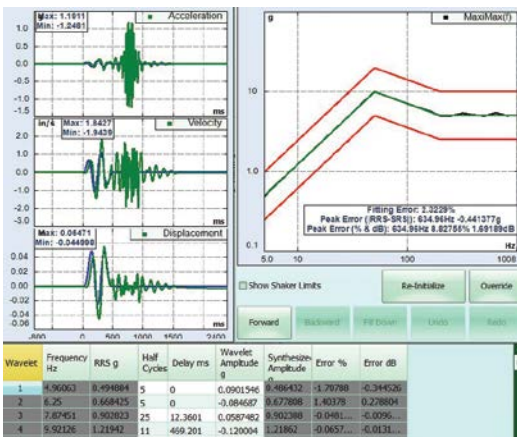 g
Max: 1.1911
Min: -1.2481
Acceleration
1.0
0.5
0.0
-0.5
-1.0
-1.5
ms
in/s
Max: 1.8427
Min: -1.9439
Velocity
2.0
1.0
0.0
-1.0
-2.0
-3.0
ms
Max: 0.05471
Min: -0.044998
Displacement
0.04
0.02
0.00
-0.02
-0.04
-0.06
ms
0 500 1000 1500
g
MaxiMax(f)
10
1.0
0.1
Fitting Error: 2.3229%
Peak Error (|RRS-SRS|): 634.96Hz -0.441377g
Peak Error (% & dB): 634.96Hz 8.82755% 1.69189dB
Hz
5.0 10 100 1008
Show Shaker Limits
Re-Initialize
Override
Forward
Backward
Fit Down
Undo
Redo
Wavelet Frequency Hz RRS g Half Cycles Delay ms Wavelet Amplitude g Synthesize Amplitude Error % Error dB
1 4.96063 0.494084 5 0 0.0901546 0.486432 -1.70788 -0.344526
2 6.25 0.668425 5 0 -0.084687 0.677808 1.40378 0.278804
3 7.87451 0.902823 25 12.3601 0.0587482 0.902388 -0.0481... -0.0096...
4 9.92126 1.21942 11 469.201 -0.120004 1.21862 -0.0657... -0.0131...